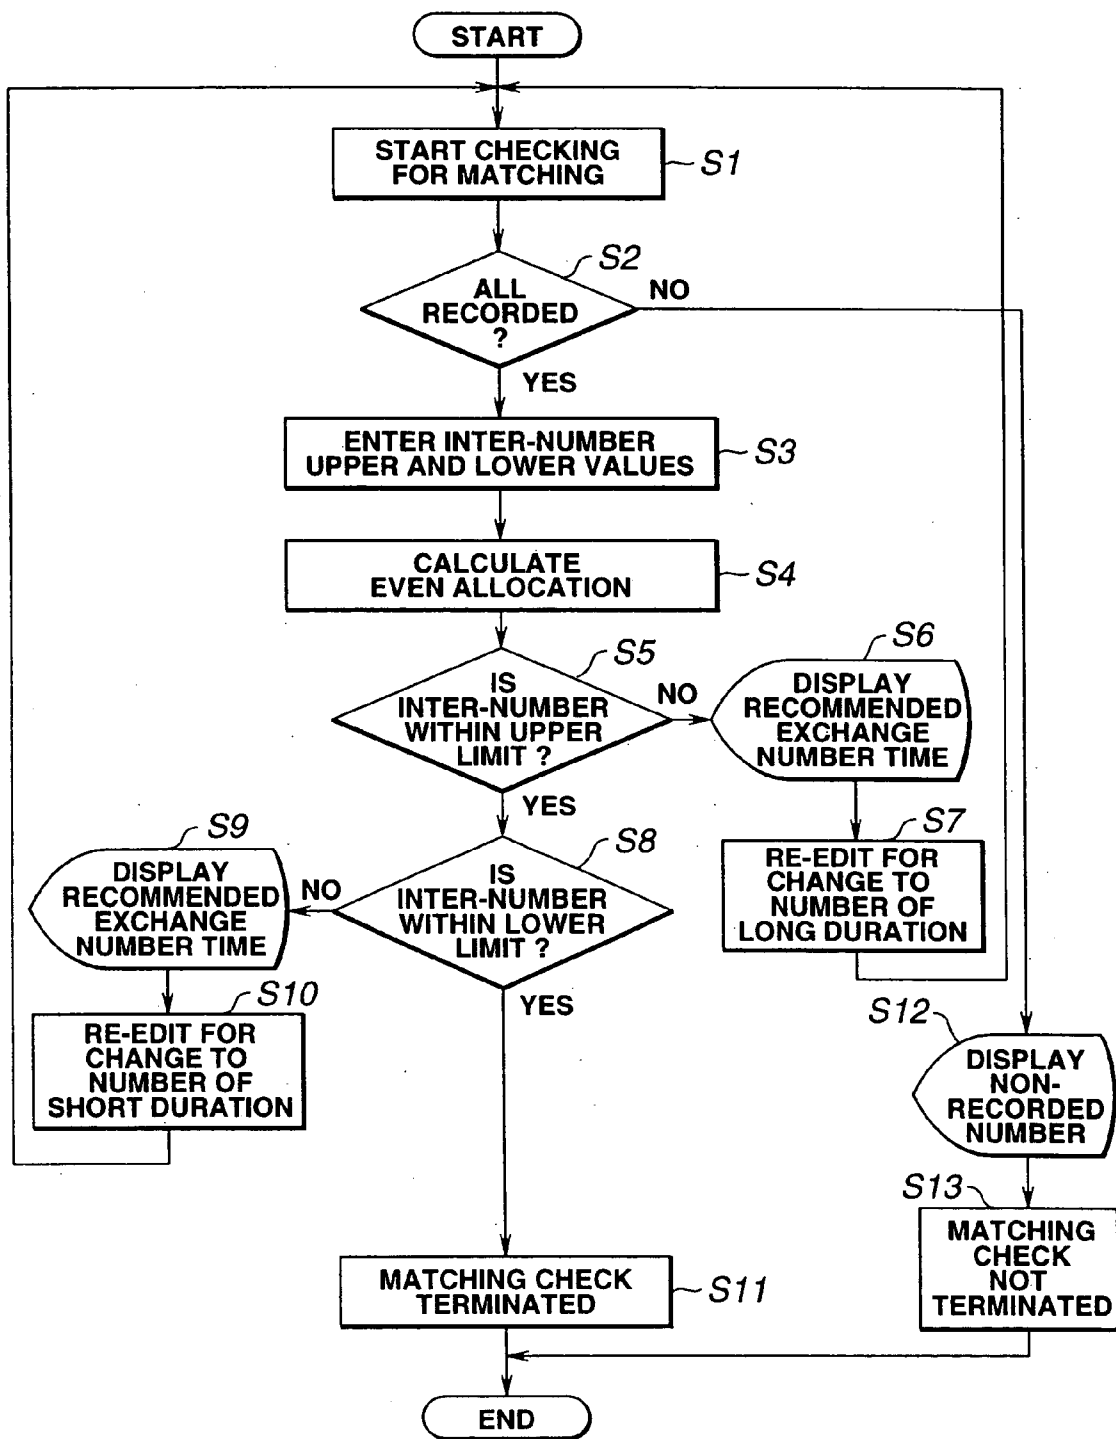 START
START CHECKING
FOR MATCHING
S1
S2
ALL
RECORDED
?
NO
YES
ENTER INTER-NUMBER
UPPER AND LOWER VALUES
S3
CALCULATE
EVEN ALLOCATION
S4
S5
IS
INTER-NUMBER
WITHIN UPPER
LIMIT ?
NO
YES
S6
DISPLAY
RECOMMENDED
EXCHANGE
NUMBER TIME
S7
RE-EDIT FOR
CHANGE TO
NUMBER OF
LONG DURATION
S8
IS
INTER-NUMBER
WITHIN LOWER
LIMIT ?
NO
YES
S9
DISPLAY
RECOMMENDED
EXCHANGE
NUMBER TIME
S10
RE-EDIT FOR
CHANGE TO
NUMBER OF
SHORT DURATION
S12
DISPLAY
NON-
RECORDED
NUMBER
S13
MATCHING
CHECK
NOT
TERMINATED
MATCHING CHECK
TERMINATED
S11
END